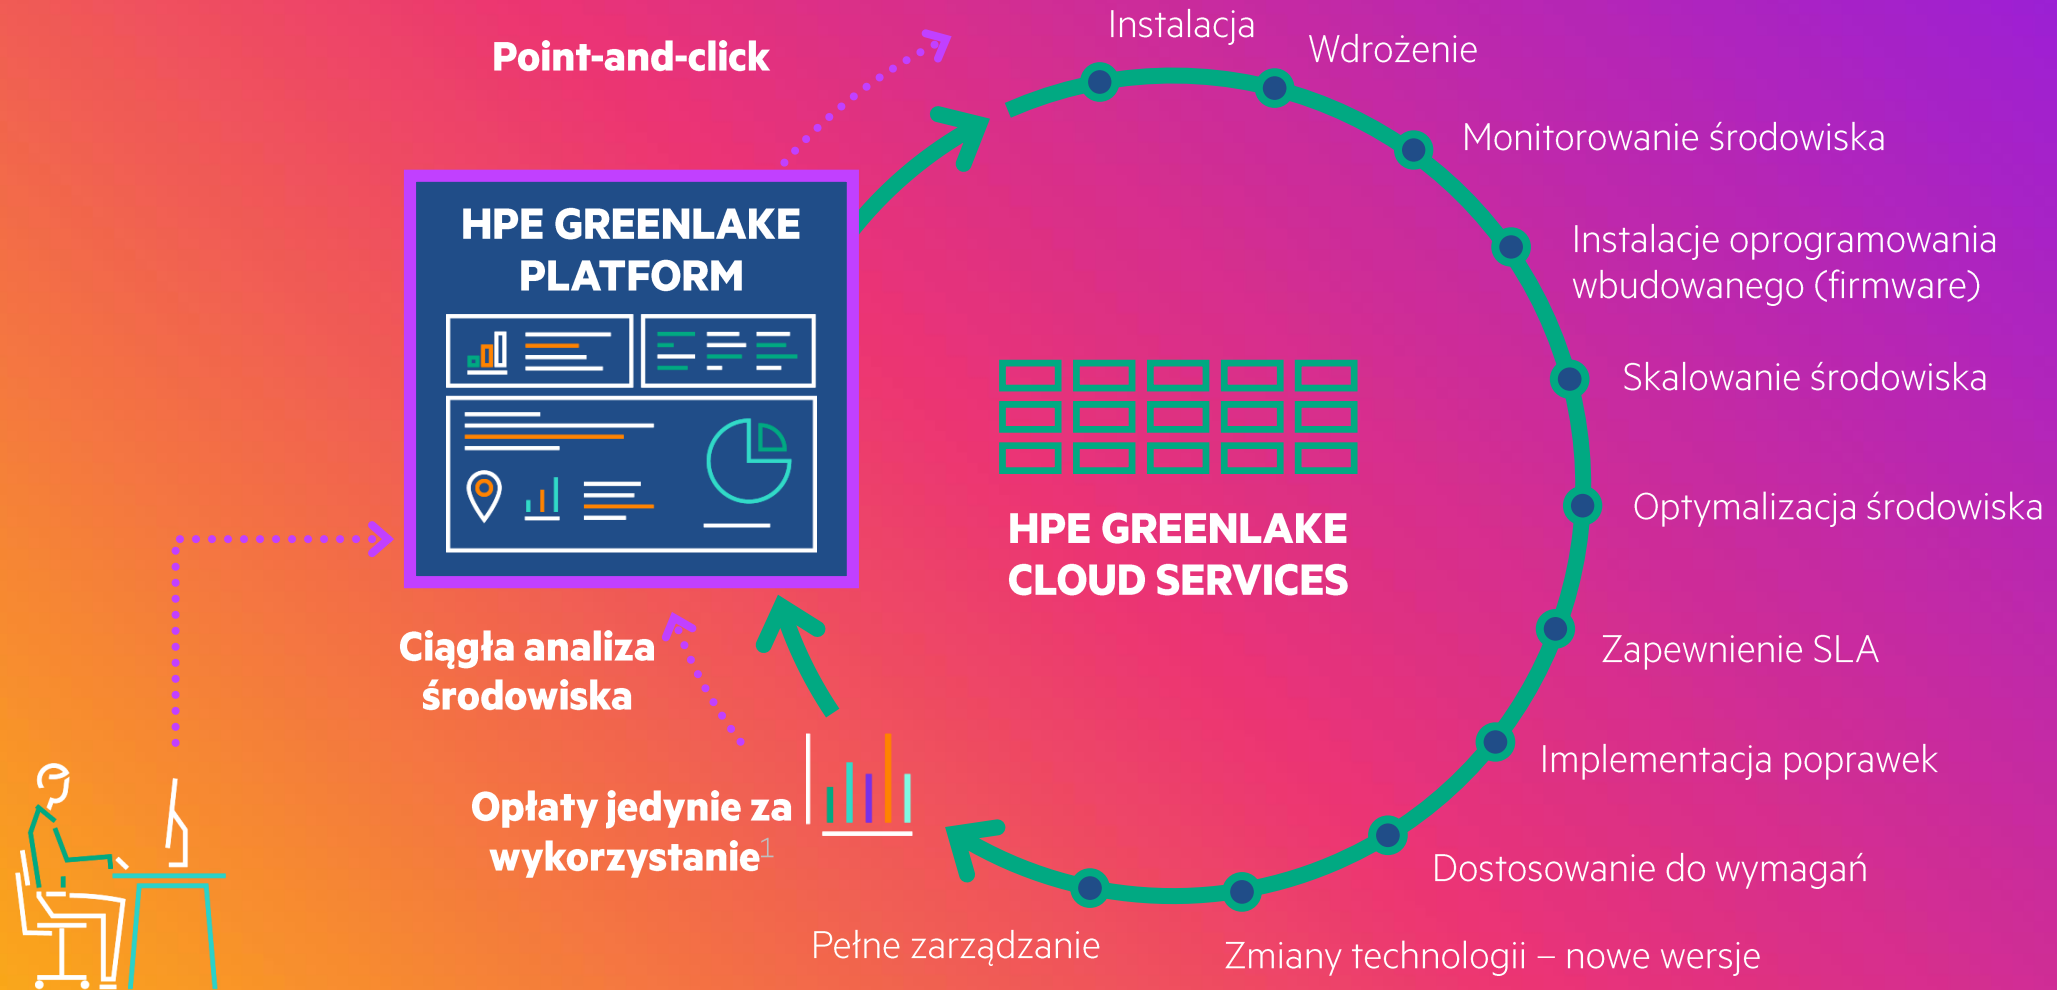 Point-and-click
HPE GREENLAKE
PLATFORM
Ciągła analiza
środowiska
Opłaty jedynie za
wykorzystanie1
HPE GREENLAKE
CLOUD SERVICES
Instalacja
Wdrożenie
Monitorowanie środowiska
Instalacje oprogramowania
wbudowanego (firmware)
Skalowanie środowiska
Optymalizacja środowiska
Zapewnienie SLA
Implementacja poprawek
Dostosowanie do wymagań
Zmiany technologii – nowe wersje
Pełne zarządzanie